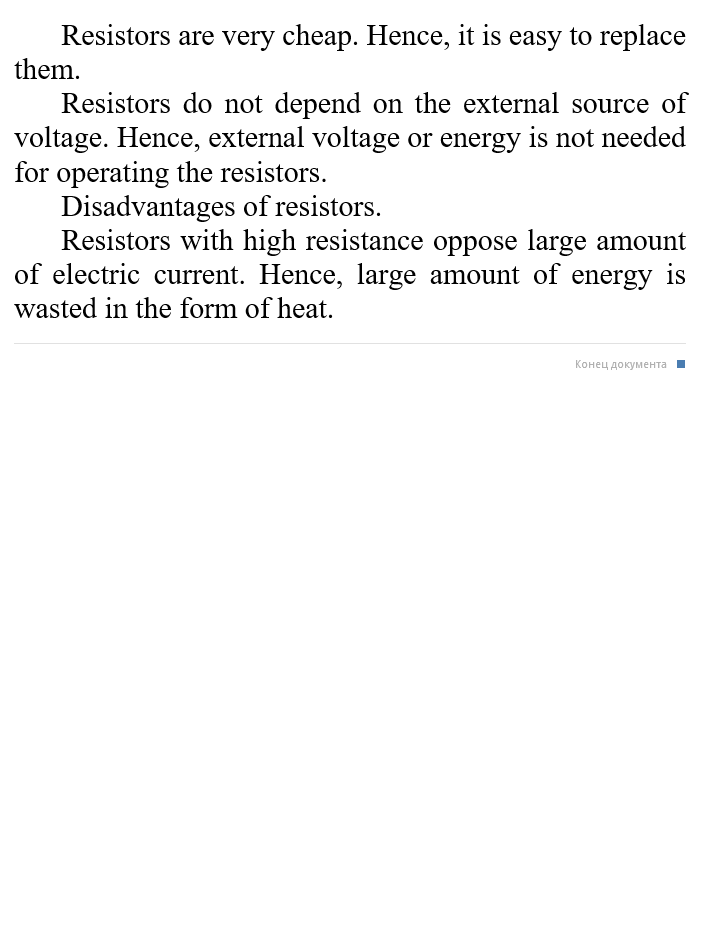 Resistors are very cheap. Hence, it is easy to replace
them.
Resistors do not depend on the external source of
voltage. Hence, external voltage or energy is not needed
for operating the resistors.
Disadvantages of resistors.
Resistors with high resistance oppose large amount
of electric current. Hence, large amount of energy is
wasted in the form of heat.
Конец документа